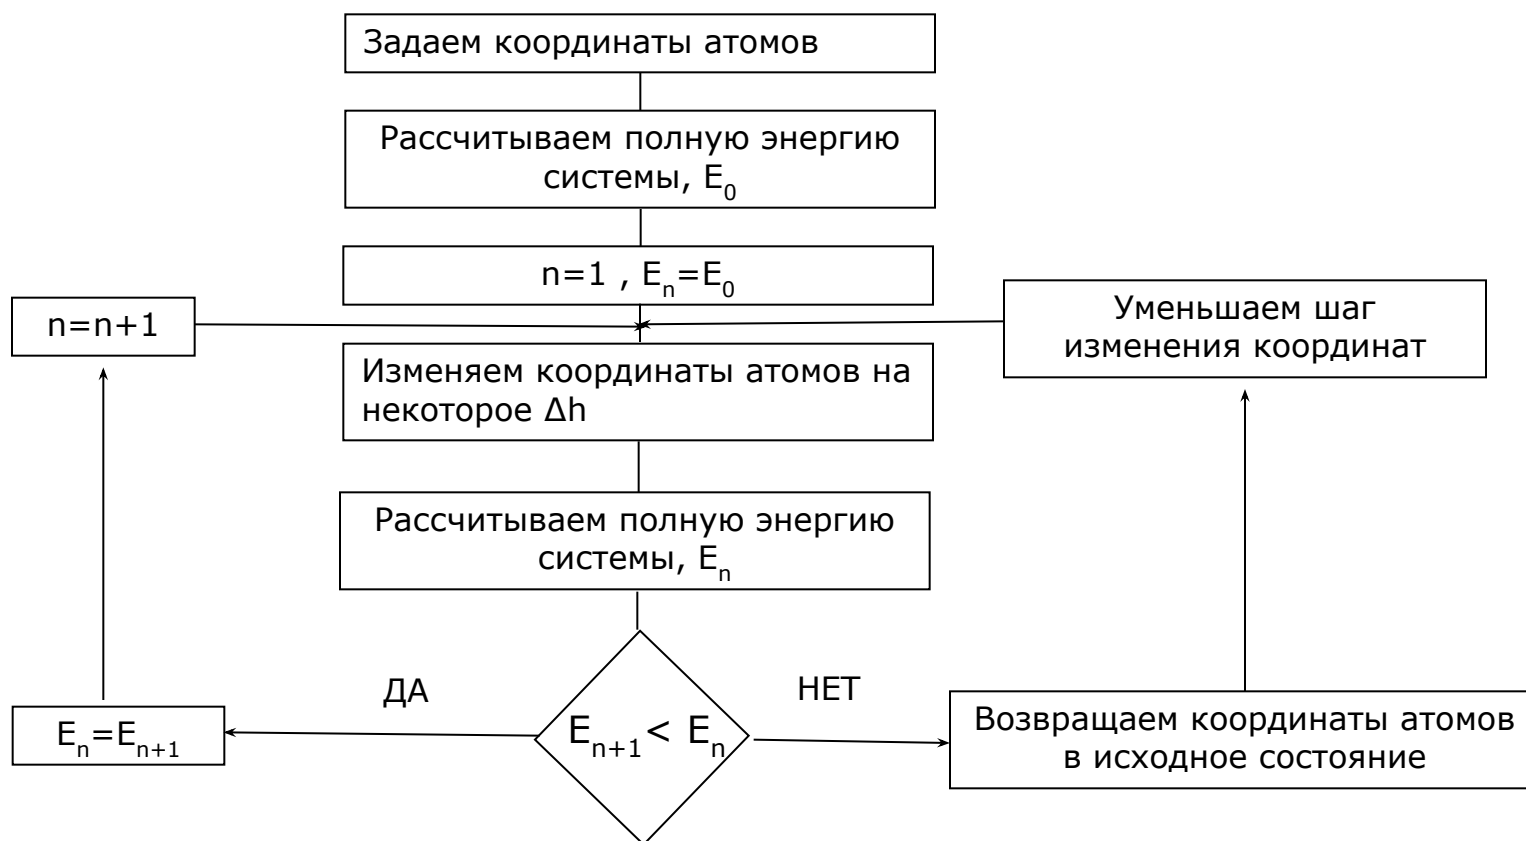 Задаем координаты атомов
Рассчитываем полную энергию
системы, E₀
n=1 , Eₙ=E₀
n=n+1
Уменьшаем шаг
изменения координат
Изменяем координаты атомов на
некоторое Δh
Рассчитываем полную энергию
системы, Eₙ
ДА
НЕТ
Eₙ=Eₙ₊₁
Eₙ₊₁< Eₙ
Возвращаем координаты атомов
в исходное состояние